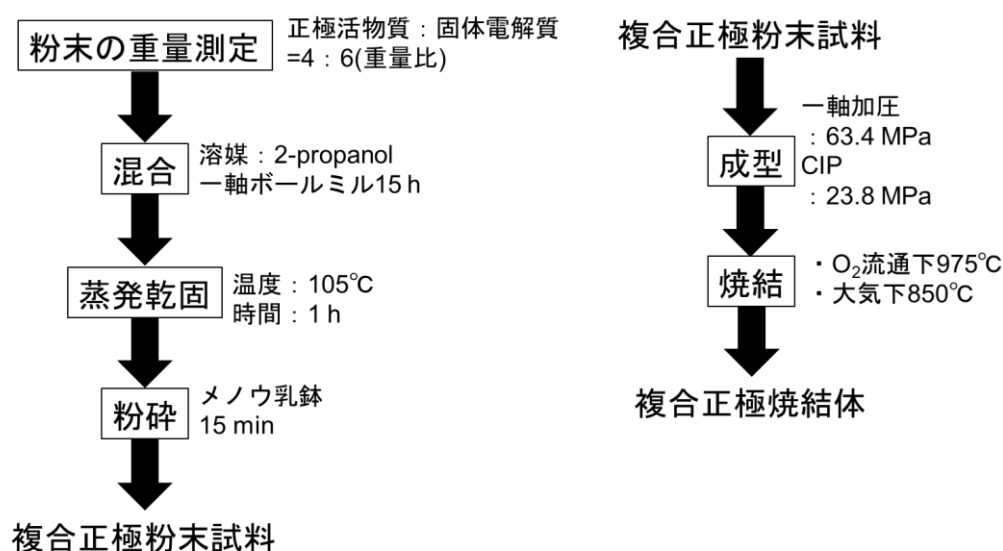 粉末の重量測定
正極活物質：固体電解質
=4：6(重量比)
混合
溶媒：2-propanol
一軸ボールミル15 h
蒸発乾固
温度：105℃
時間：1 h
粉砕
メノウ乳鉢
15 min
複合正極粉末試料
複合正極粉末試料
成型
一軸加圧
：63.4 MPa
CIP
：23.8 MPa
焼結
・O₂流通下975℃
・大気下850℃
複合正極焼結体